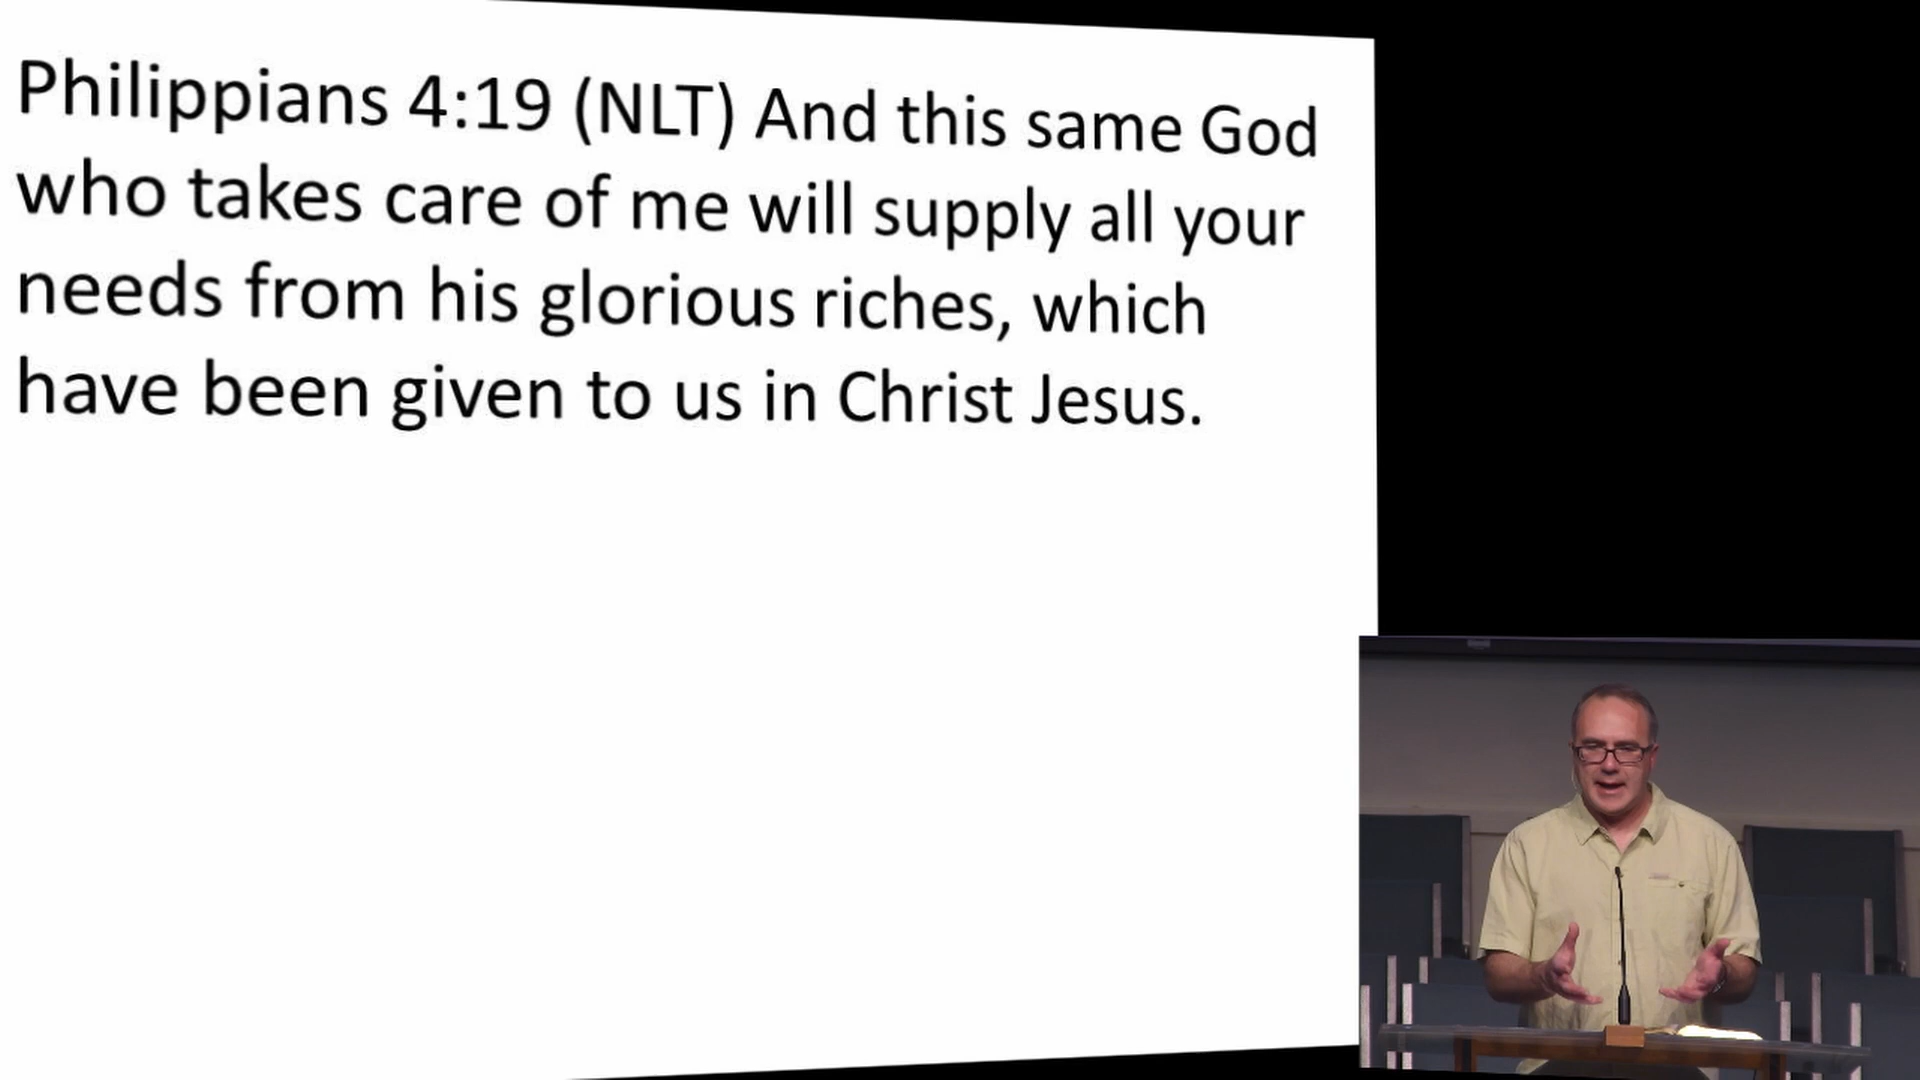 Philippians 4:19 (NLT) And this same God
who takes care of me will supply all your
needs from his glorious riches, which
have been given to us in Christ Jesus.